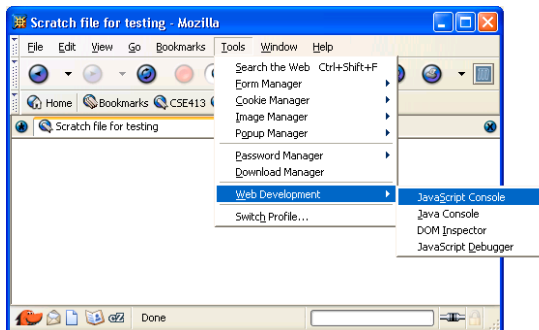 Scratch file for testing - Mozilla
File Edit View Go Bookmarks Tools Window Help
Search the Web Ctrl+Shift+F
Form Manager
Cookie Manager
Image Manager
Popup Manager
Password Manager
Download Manager
Web Development
Switch Profile...
JavaScript Console
Java Console
DOM Inspector
JavaScript Debugger
Home Bookmarks CSE413
Scratch file for testing
Done